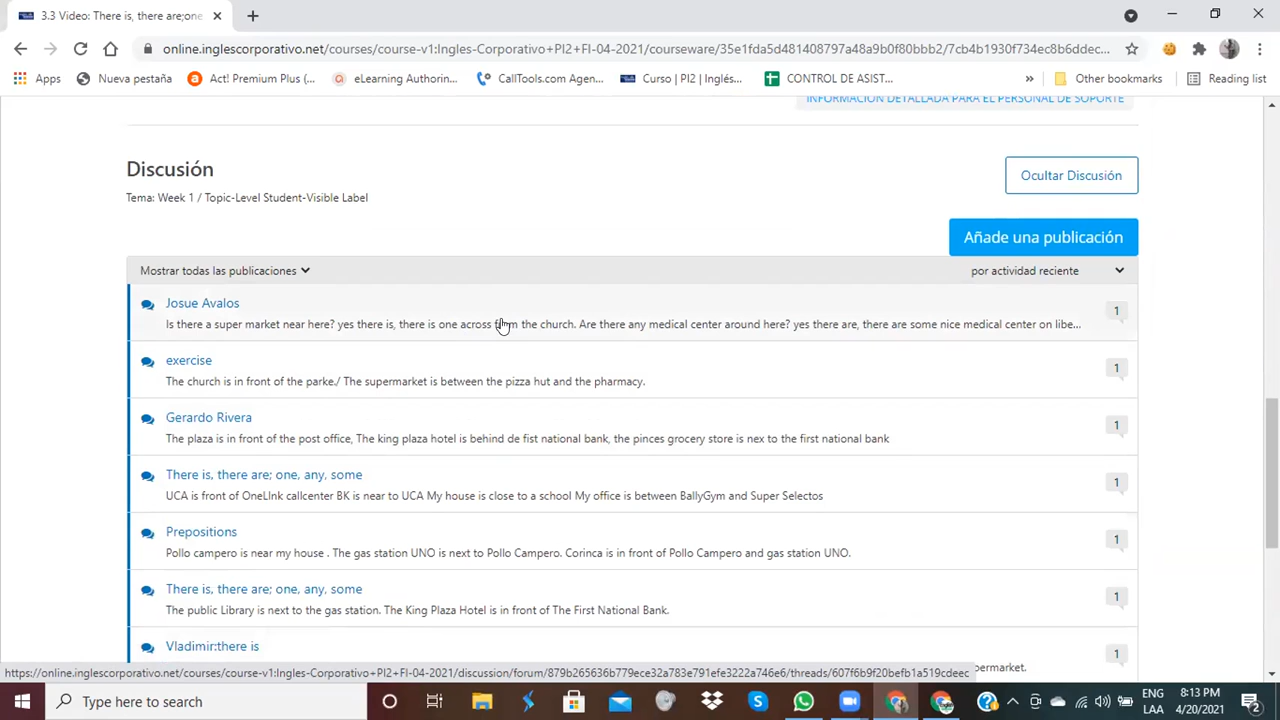 3.3 Video: There is, there are;one
online.inglescorporativo.net/courses/course-v1:Ingles-Corporativo+PI2+FI-04-2021/courseware/35e1fda5d481408797a48a9b0f80bbb2/7cb4b1930f734ec8b6ddec...
Apps Nueva pestaña Act! Premium Plus (... eLearning Authorin... CallTools.com Agen... Curso | PI2 | Inglés... CONTROL DE ASIST... » Other bookmarks Reading list
INFORMACIÓN DETALLADA PARA EL PERSONAL DE SOPORTE
Discusión
Ocultar Discusión
Tema: Week 1 / Topic-Level Student-Visible Label
Añade una publicación
Mostrar todas las publicaciones por actividad reciente
Josue Avalos
1
Is there a super market near here? yes there is, there is one across from the church. Are there any medical center around here? yes there are, there are some nice medical center on libe...
exercise
1
The church is in front of the parke./ The supermarket is between the pizza hut and the pharmacy.
Gerardo Rivera
1
The plaza is in front of the post office, The king plaza hotel is behind de fist national bank, the pinces grocery store is nex to the first national bank
There is, there are; one, any, some
1
UCA is front of OneLInk callcenter BK is near to UCA My house is close to a school My office is between BallyGym and Super Selectos
Prepositions
1
Pollo campero is near my house . The gas station UNO is next to Pollo Campero. Corinca is in front of Pollo Campero and gas station UNO.
There is, there are; one, any, some
1
The public Library is next to the gas station. The King Plaza Hotel is in front of The First National Bank.
Vladimir:there is
1
permarket.
https://online.inglescorporativo.net/courses/course-v1:Ingles-Corporativo+PI2+FI-04-2021/discussion/forum/879b265636b779ece32a783e791efe3222a746e6/threads/607f6b9f20befb1a519cdeec
Type here to search
ENG 8:13 PM
LAA 4/20/2021
2